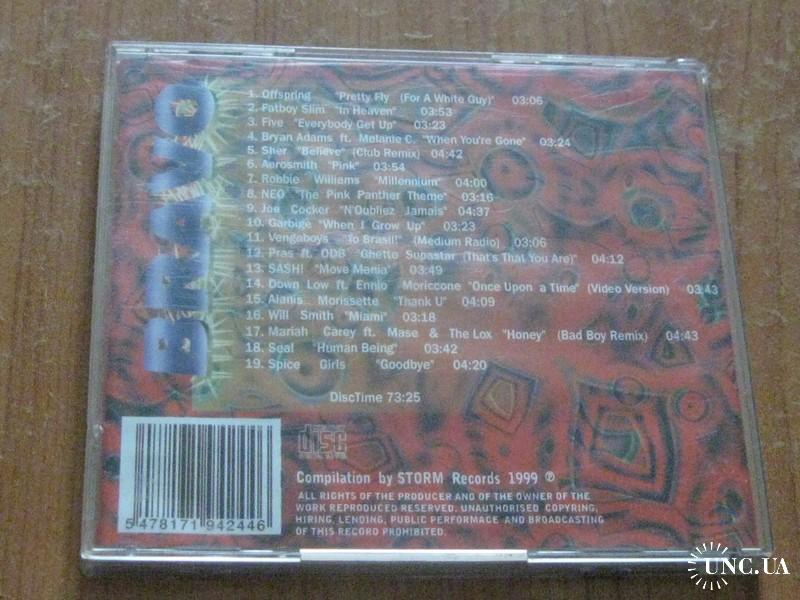 BRAVO
1. Offspring "Pretty Fly (For A White Guy)" 03:06
2. Fatboy Slim "In Heaven" 03:53
3. Five "Everybody Get Up" 03:23
4. Bryan Adams ft. Melanie C. "When You're Gone" 03:24
5. Sher "Believe" (Club Remix) 04:42
6. Aerosmith "Pink" 03:54
7. Robbie Williams "Millennium" 04:00
8. NEO "The Pink Panther Theme" 03:16
9. Joe Cocker "N'Oubliez Jamais" 04:37
10. Garbige "When I Grow Up" 03:23
11. Vengaboys "To Brasil!" (Medium Radio) 03:06
12. Pras ft. ODB "Ghetto Supastar (That's That You Are) 04:12
13. SASH! "Move Mania" 03:49
14. Down Low ft. Ennio Moriccone "Once Upon a Time" (Video Version) 03:43
15. Alanis Morissette "Thank U" 04:09
16. Will Smith "Miami" 03:18
17. Mariah Carey ft. Mase & The Lox "Honey" (Bad Boy Remix) 04:43
18. Seal "Human Being" 03:42
19. Spice Girls "Goodbye" 04:20
DiscTime 73:25
disc
Compilation by STORM Records 1999 ℗
ALL RIGHTS OF THE PRODUCER AND OF THE OWNER OF THE
WORK REPRODUCED RESERVED. UNAUTHORISED COPYRING,
HIRING, LENDING, PUBLIC PERFORMACE AND BROADCASTING
OF THIS RECORD PROHIBITED.
5 478171 942446
UNC.UA